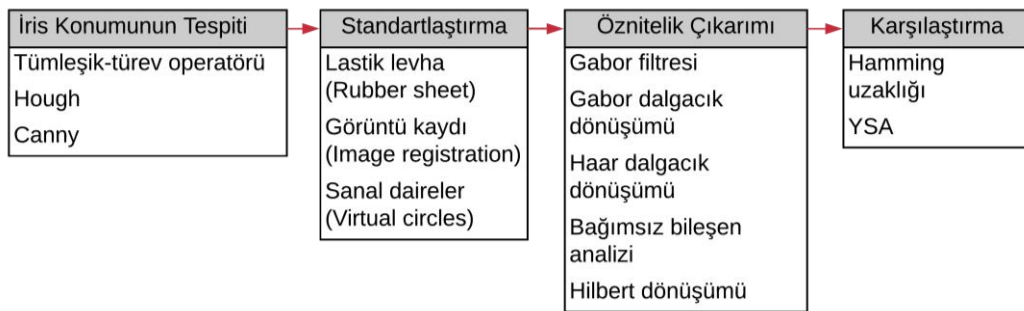 İris Konumunun Tespiti
Tümleşik-türev operatörü
Hough
Canny
Standartlaştırma
Lastik levha
(Rubber sheet)
Görüntü kaydı
(Image registration)
Sanal daireler
(Virtual circles)
Öznitelik Çıkarımı
Gabor filtresi
Gabor dalgacık
dönüşümü
Haar dalgacık
dönüşümü
Bağımsız bileşen
analizi
Hilbert dönüşümü
Karşılaştırma
Hamming
uzaklığı
YSA